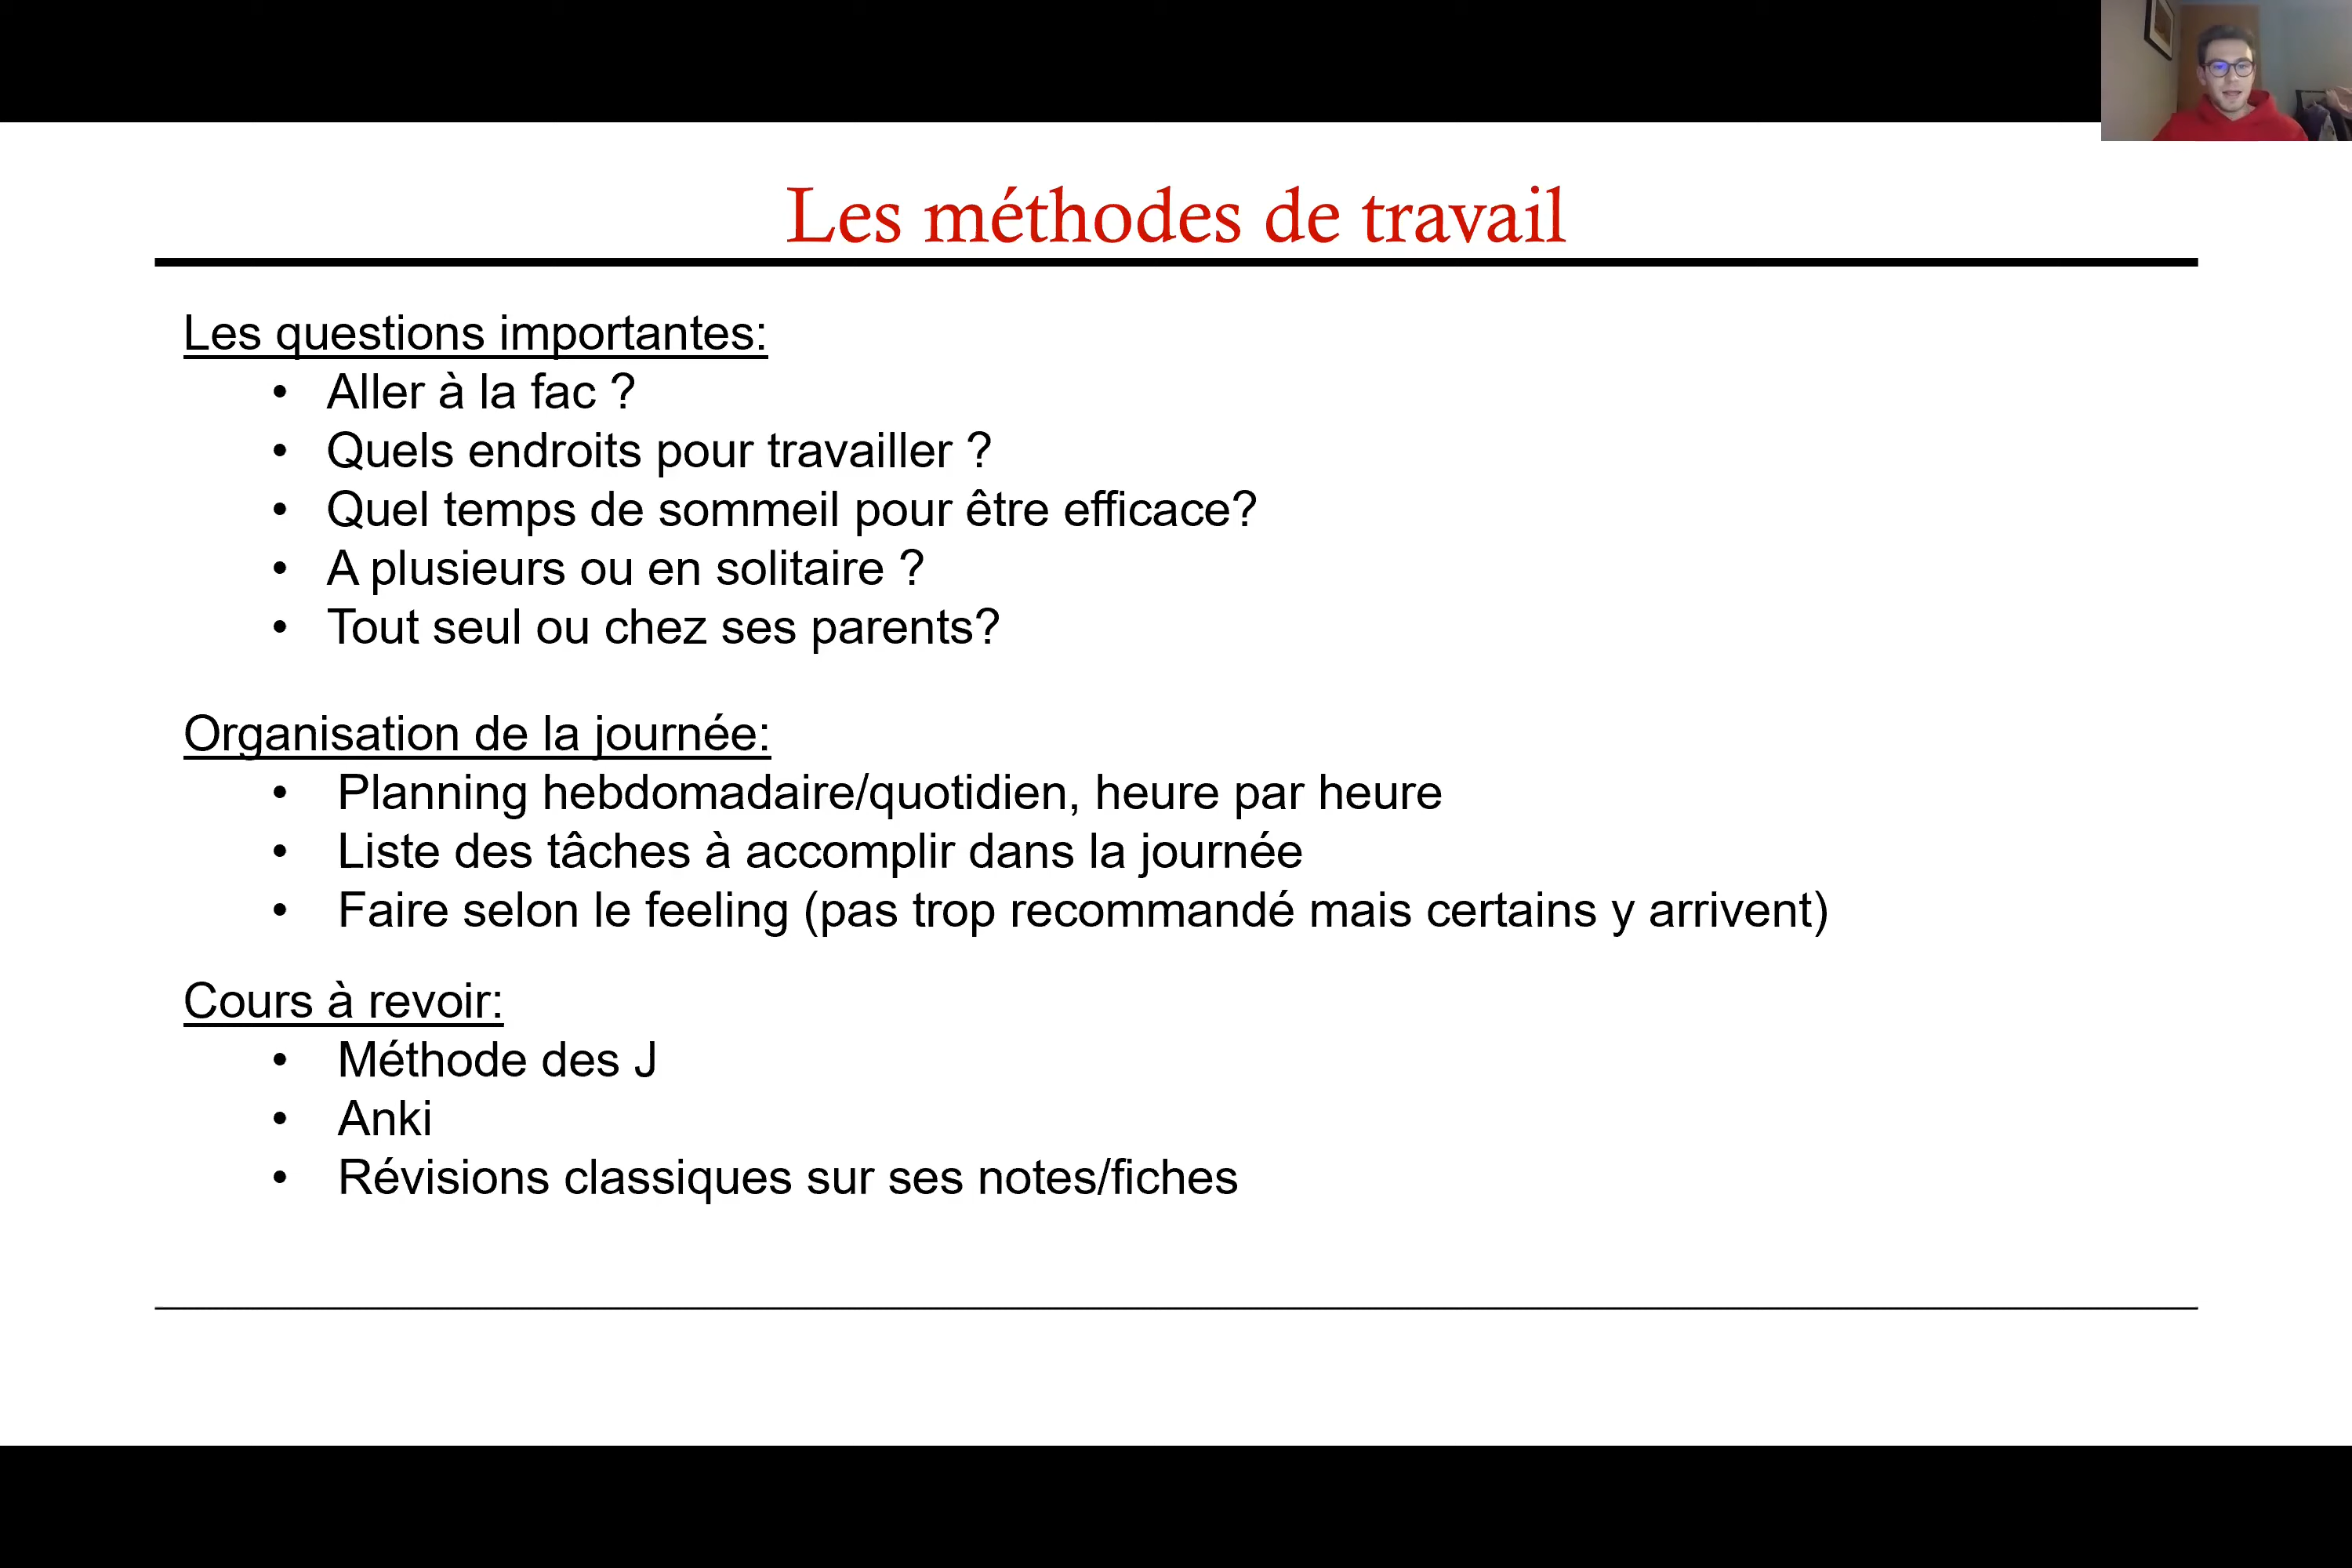 Les méthodes de travail
Les questions importantes:
• Aller à la fac ?
• Quels endroits pour travailler ?
• Quel temps de sommeil pour être efficace?
• A plusieurs ou en solitaire ?
• Tout seul ou chez ses parents?
Organisation de la journée:
• Planning hebdomadaire/quotidien, heure par heure
• Liste des tâches à accomplir dans la journée
• Faire selon le feeling (pas trop recommandé mais certains y arrivent)
Cours à revoir:
• Méthode des J
• Anki
• Révisions classiques sur ses notes/fiches